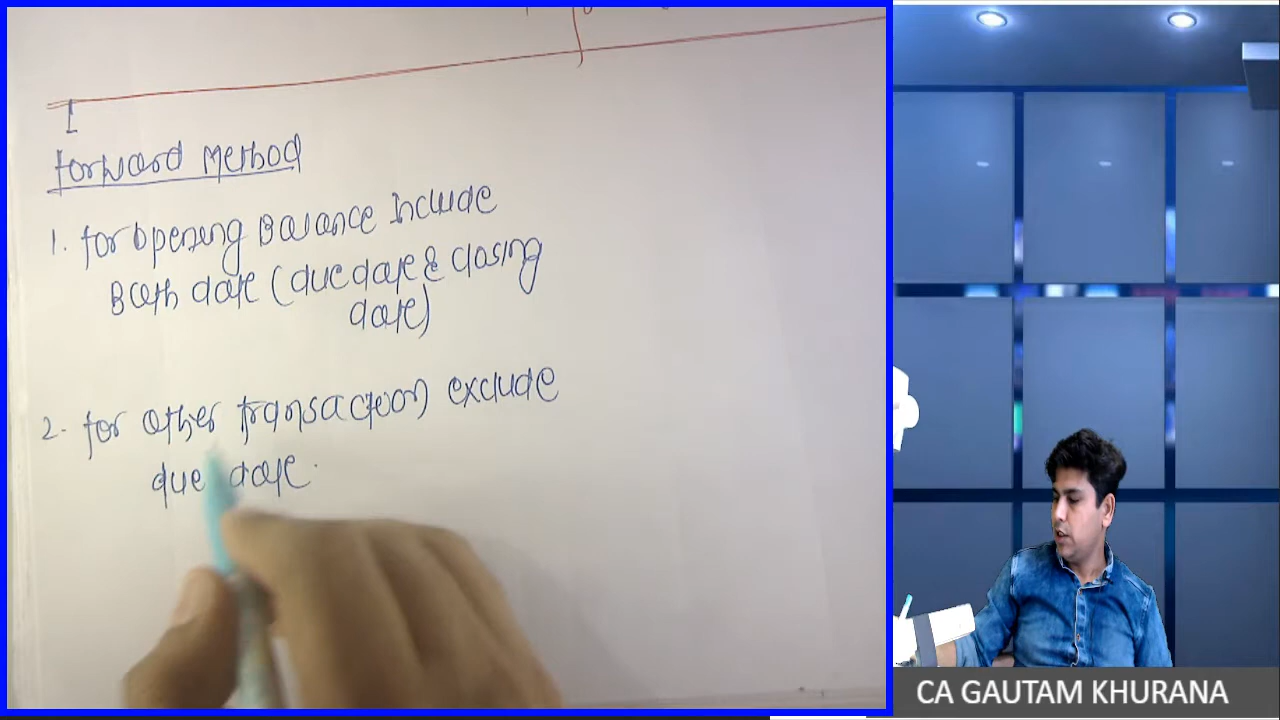 I
Forward Method
1. for opening Balance Include
Both date (due date & closing
date)
2. for other transaction exclude
due date.
CA GAUTAM KHURANA